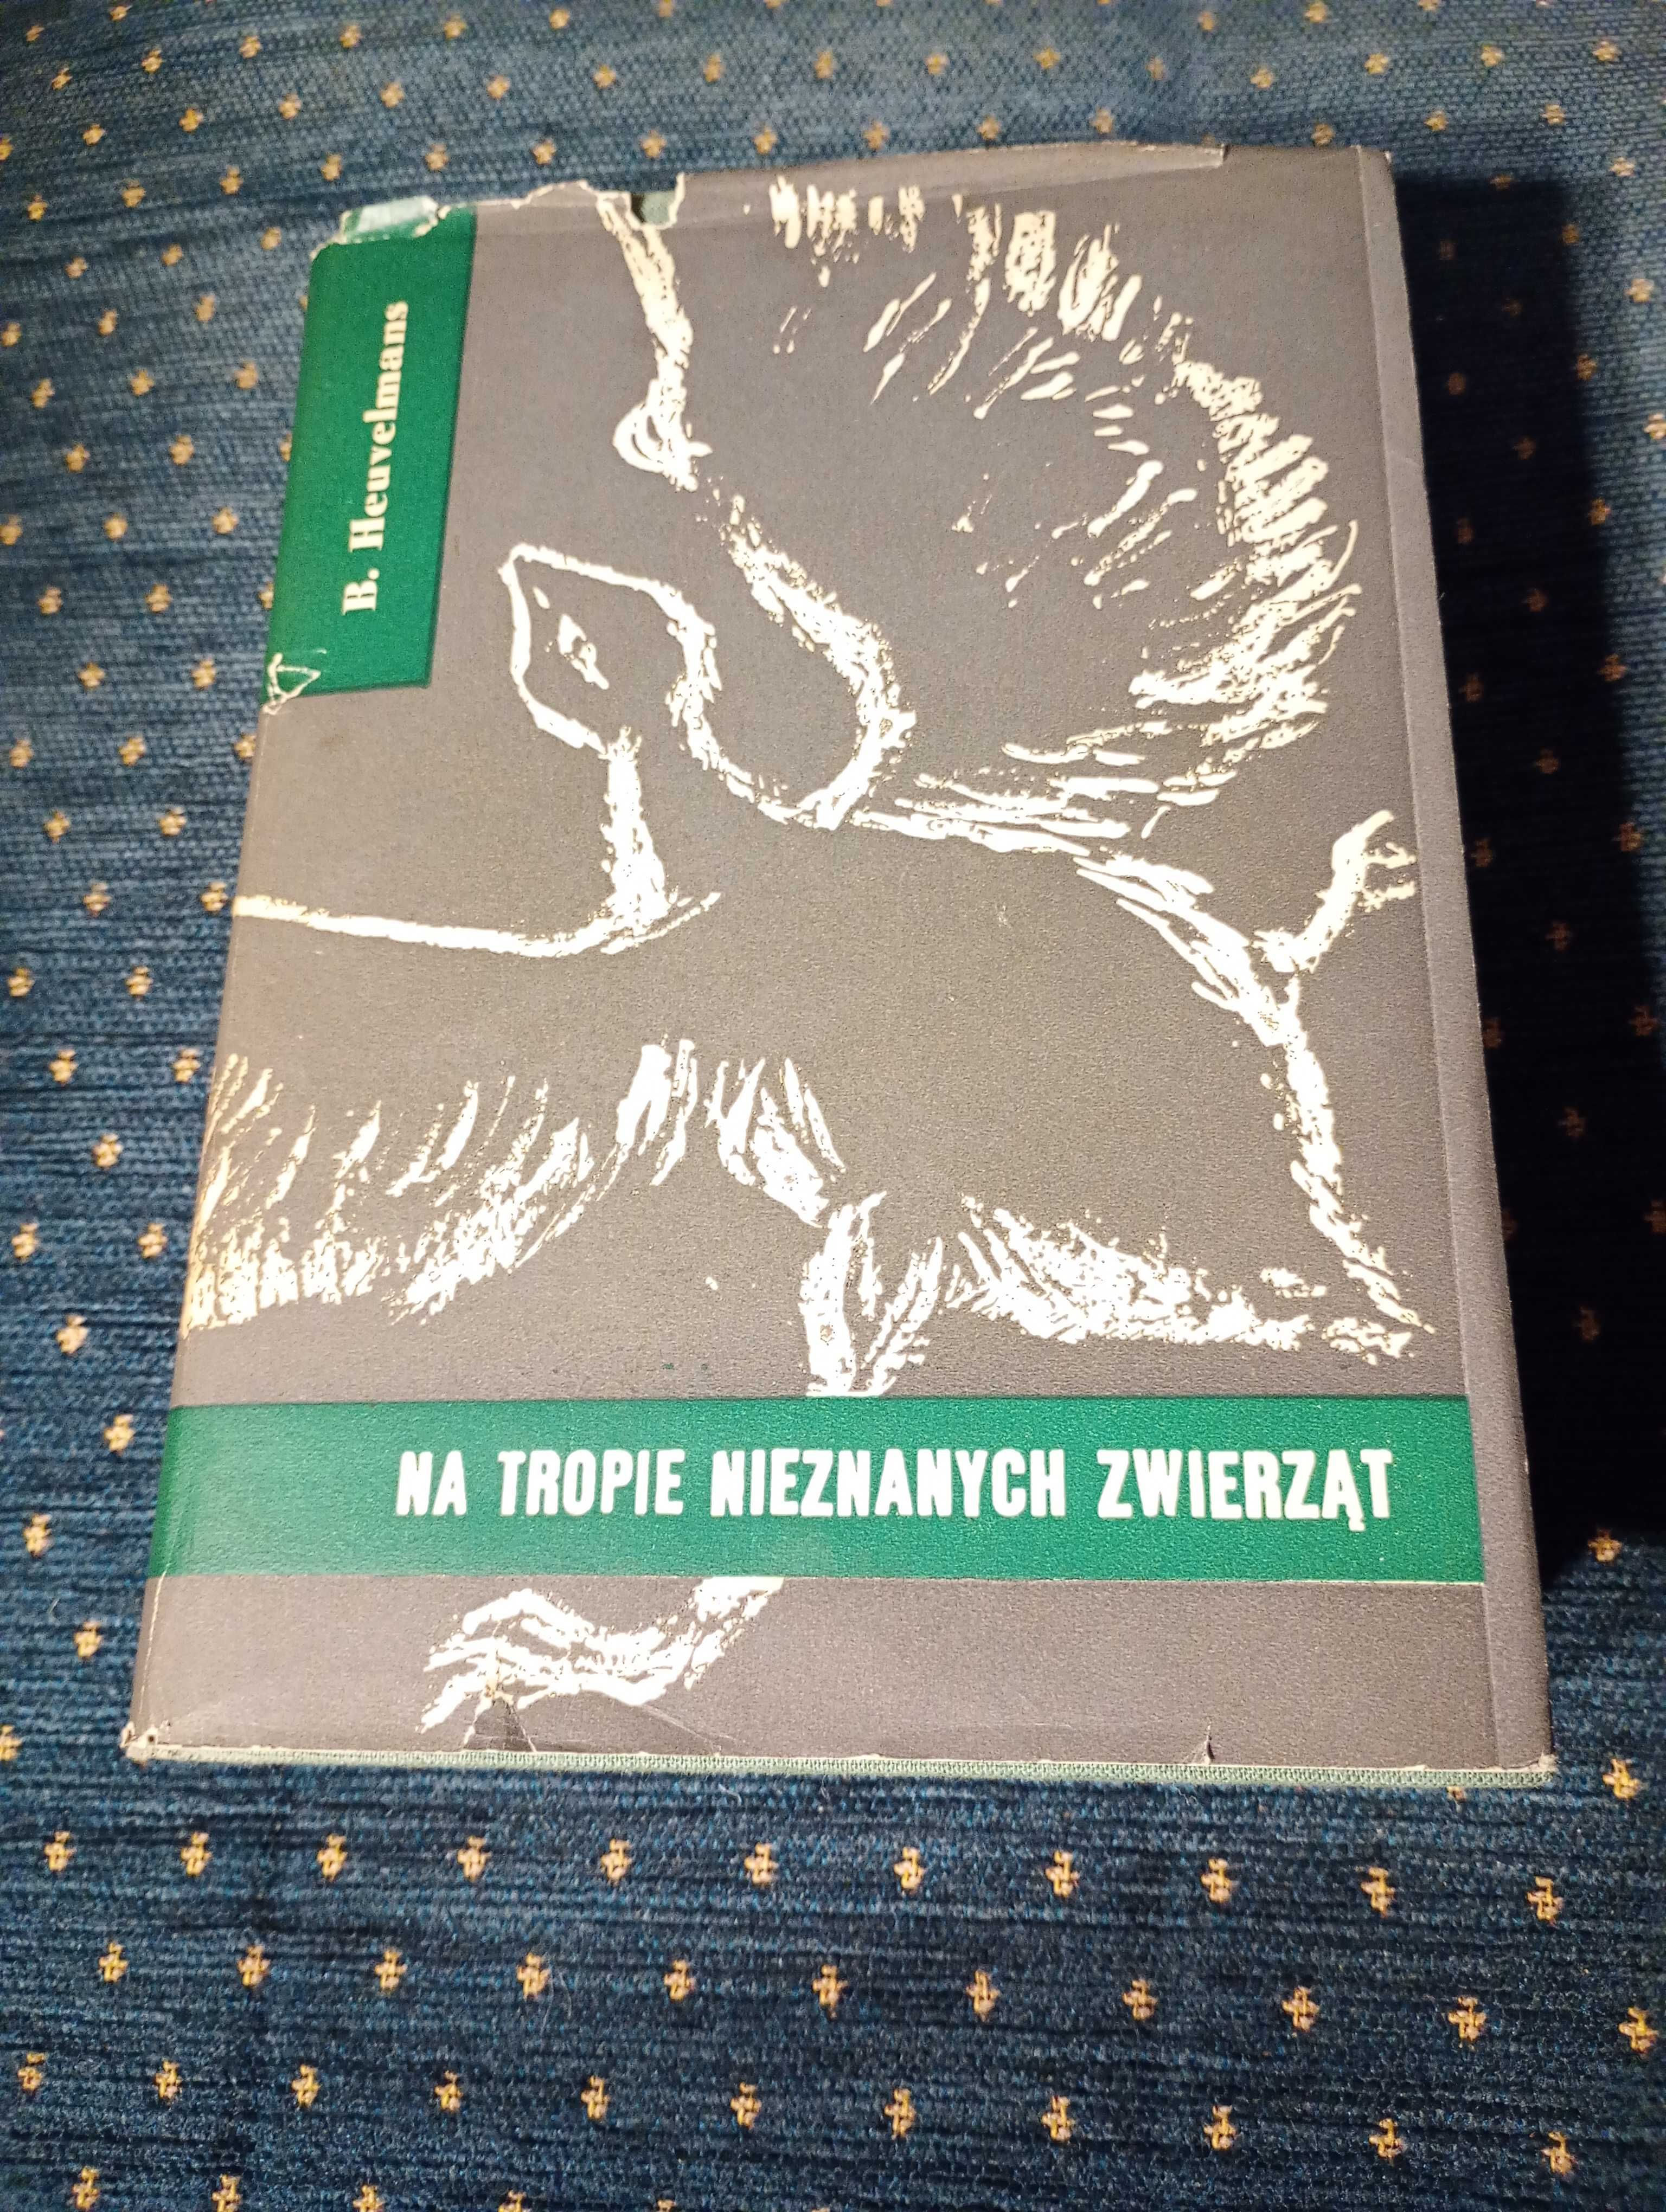 B. Heuvelmans
NA TROPIE NIEZNANYCH ZWIERZĄT